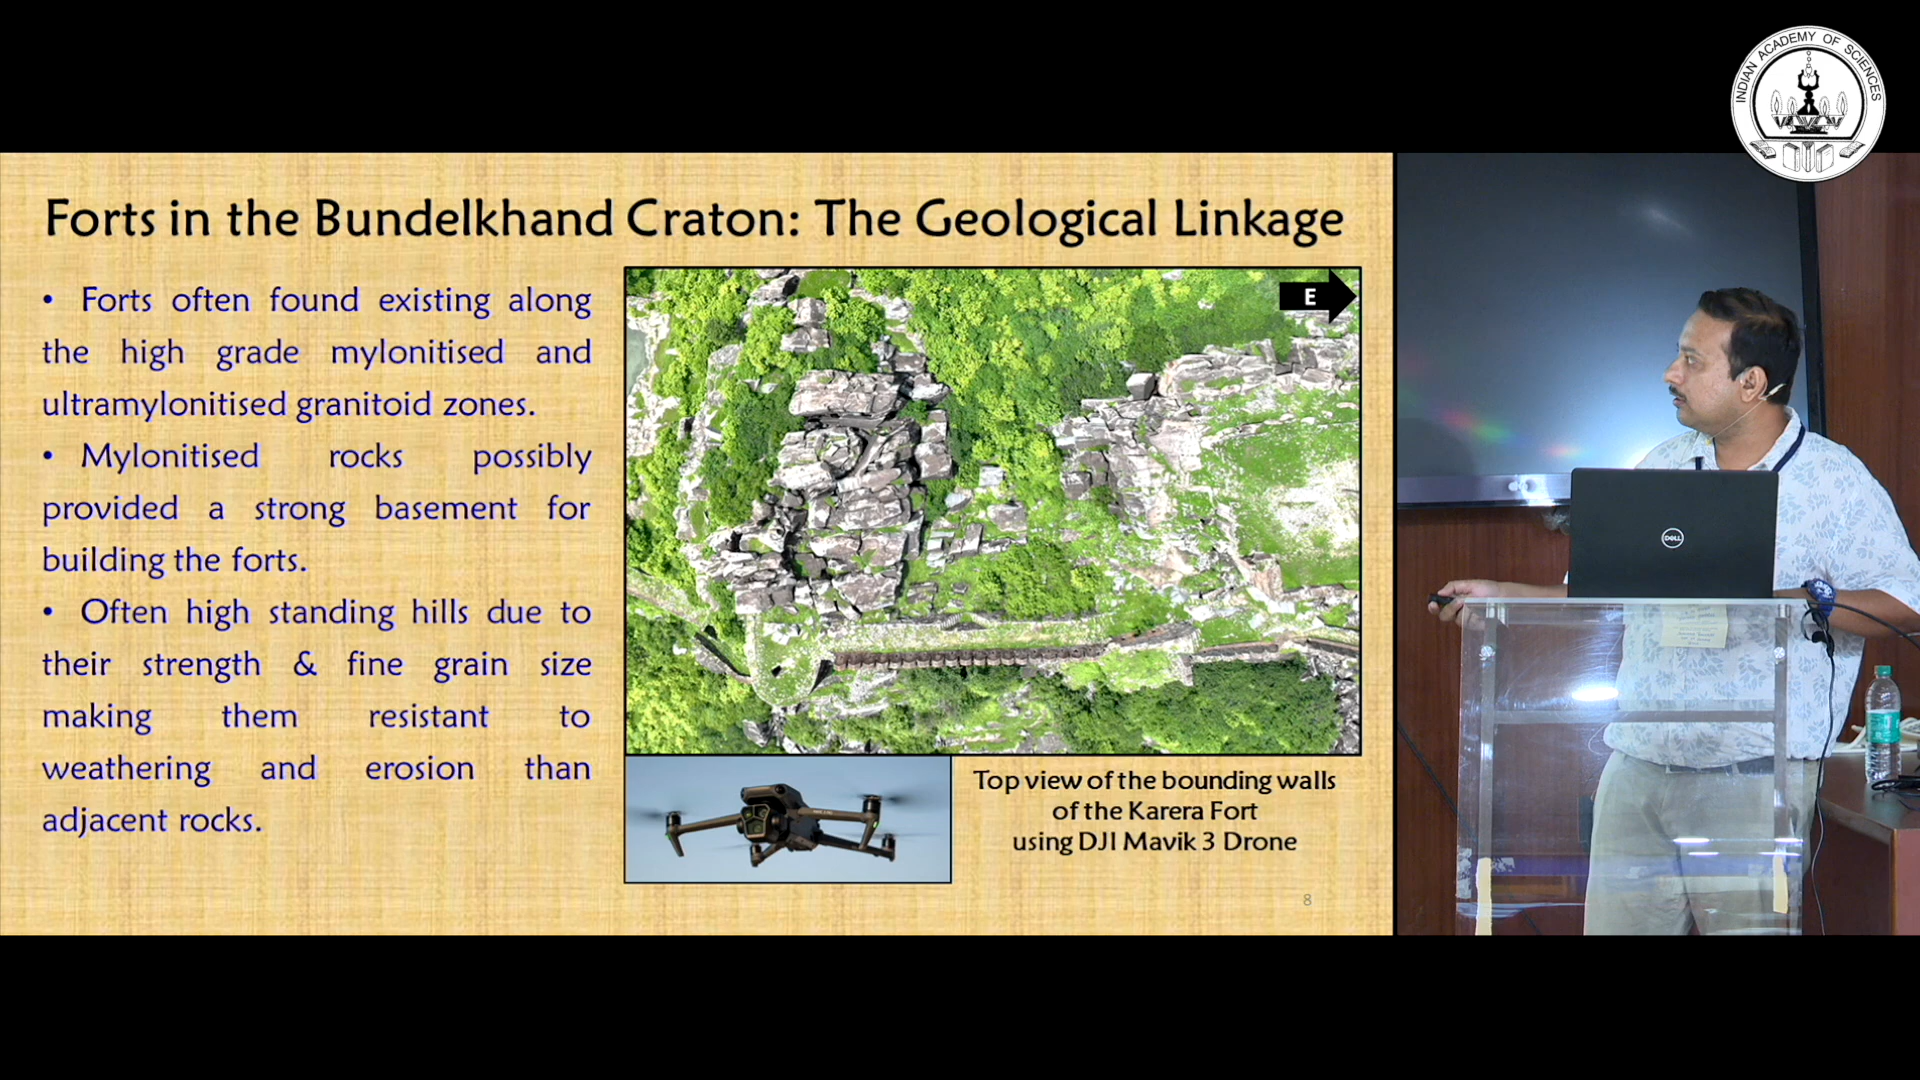 INDIAN ACADEMY OF SCIENCES
Forts in the Bundelkhand Craton: The Geological Linkage
• Forts often found existing along
the high grade mylonitised and
ultramylonitised granitoid zones.
• Mylonitised rocks possibly
provided a strong basement for
building the forts.
• Often high standing hills due to
their strength & fine grain size
making them resistant to
weathering and erosion than
adjacent rocks.
E
Top view of the bounding walls
of the Karera Fort
using DJI Mavik 3 Drone
8
DELL